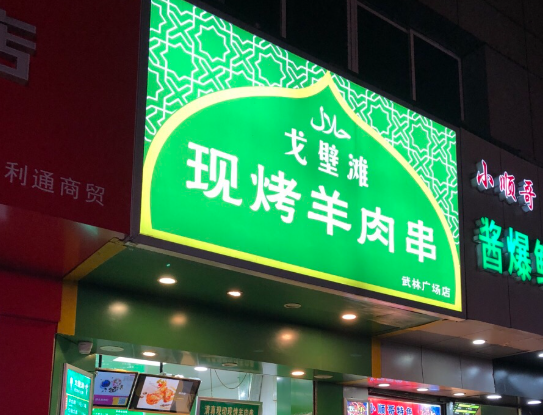 店
利通商贸
حلال
戈壁滩
现烤羊肉串
武林广场店
小顺哥
酱爆鱿